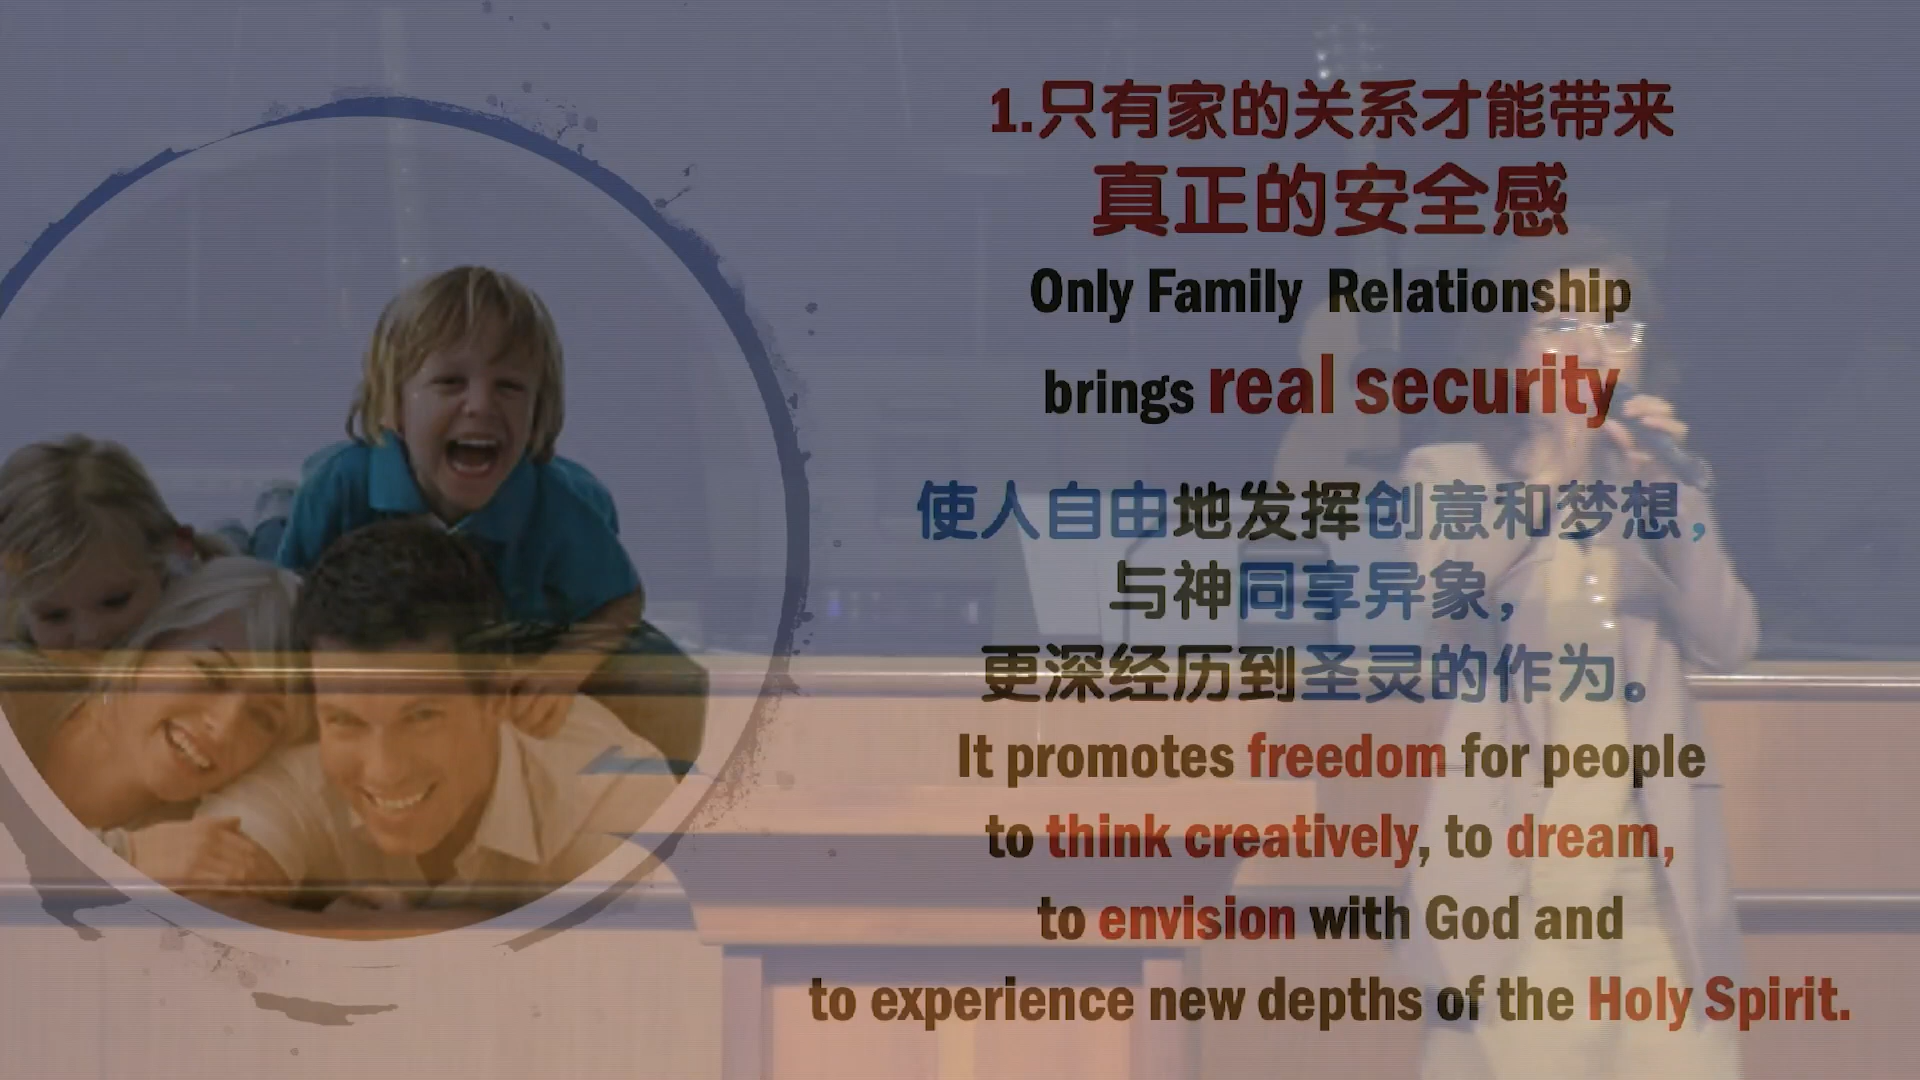 1.只有家的关系才能带来
真正的安全感
Only Family Relationship
brings real security
使人自由地发挥创意和梦想，
与神同享异象，
更深经历到圣灵的作为。
It promotes freedom for people
to think creatively, to dream,
to envision with God and
to experience new depths of the Holy Spirit.